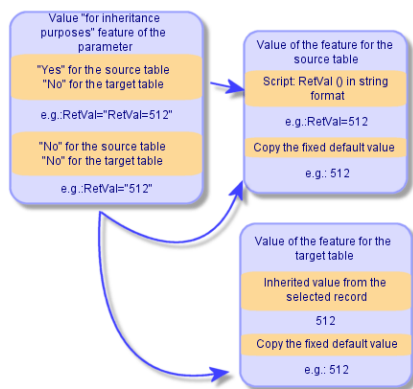 Value "for inheritance
purposes" feature of the
parameter
"Yes" for the source table
"No" for the target table
e.g.:RetVal="RetVal=512"
"No" for the source table
"No" for the target table
e.g.:RetVal="512"
Value of the feature for the
source table
Script: RetVal () in string
format
e.g.:RetVal=512
Copy the fixed default value
e.g.: 512
Value of the feature for the
target table
Inherited value from the
selected record
512
Copy the fixed default value
e.g.: 512